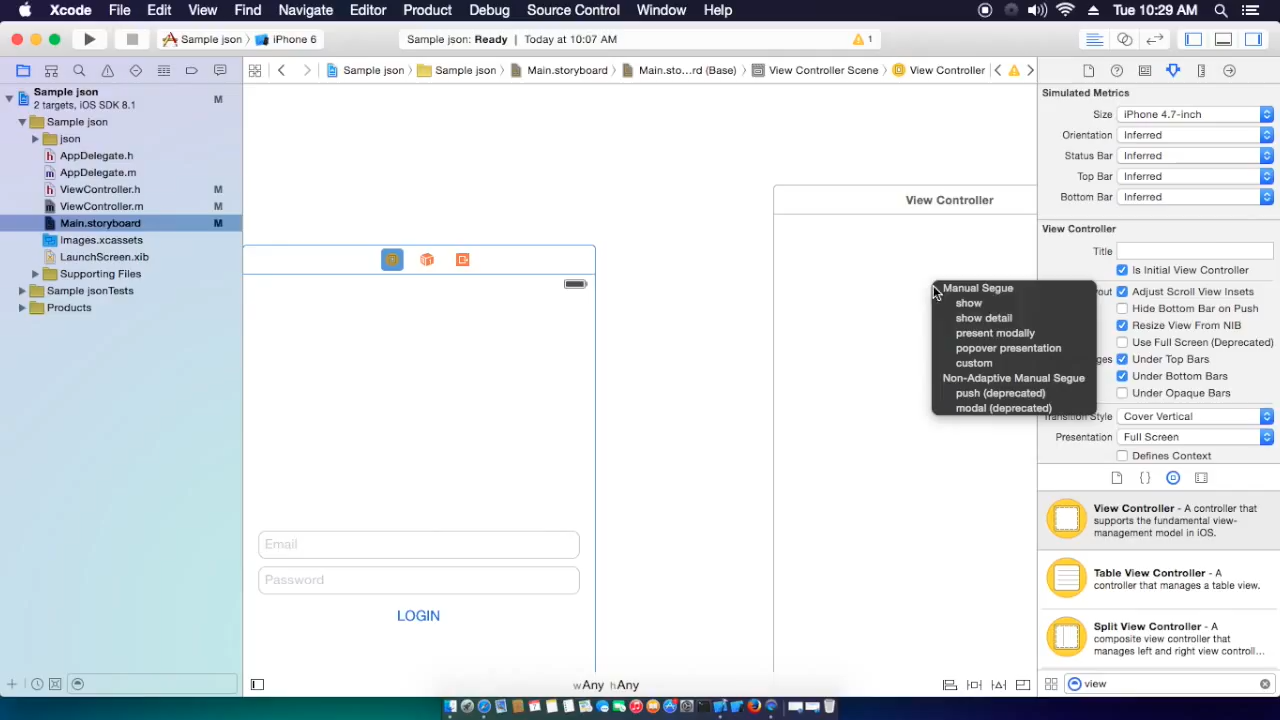 Xcode File Edit View Find Navigate Editor Product Debug Source Control Window Help Tue 10:29 AM
Sample json iPhone 6 Sample json: Ready | Today at 10:07 AM 1
Sample json M
2 targets, iOS SDK 8.1
Sample json
json
AppDelegate.h
AppDelegate.m
ViewController.h M
ViewController.m M
Main.storyboard M
Images.xcassets
LaunchScreen.xib
Supporting Files
Sample jsonTests
Products
Sample json Sample json Main.storyboard Main.sto...rd (Base) View Controller Scene View Controller
View Controller
Email
Password
LOGIN
wAny hAny
Manual Segue
show
show detail
present modally
popover presentation
custom
Non-Adaptive Manual Segue
push (deprecated)
modal (deprecated)
Simulated Metrics
Size iPhone 4.7-inch
Orientation Inferred
Status Bar Inferred
Top Bar Inferred
Bottom Bar Inferred
View Controller
Title
Is Initial View Controller
Adjust Scroll View Insets
Hide Bottom Bar on Push
Resize View From NIB
Use Full Screen (Deprecated)
Under Top Bars
Under Bottom Bars
Under Opaque Bars
Transition Style Cover Vertical
Presentation Full Screen
Defines Context
View Controller - A controller that
supports the fundamental view-
management model in iOS.
Table View Controller - A
controller that manages a table view.
Split View Controller - A
composite view controller that
manages left and right view controll...
view